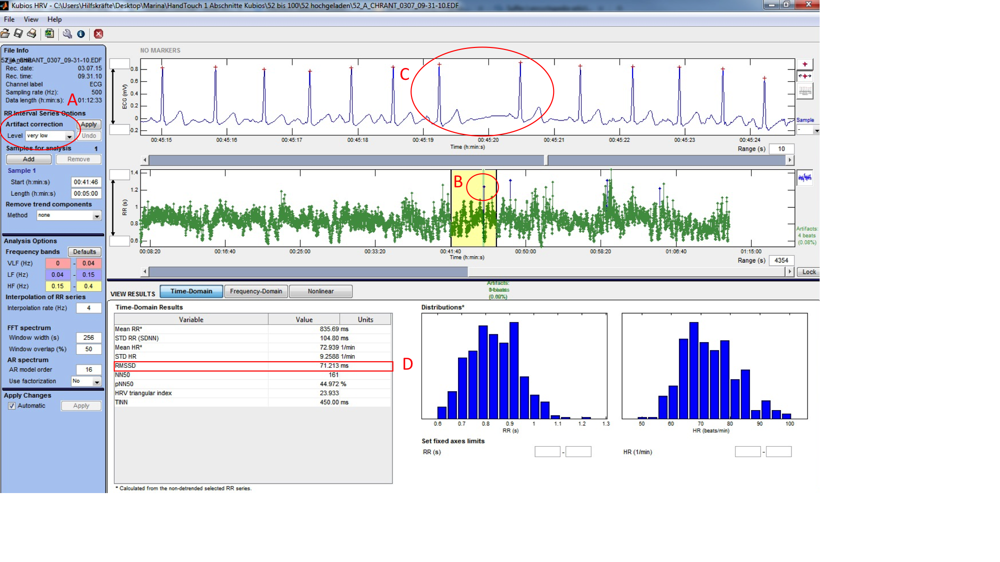 Kubios HRV - C:\Users\Hilfskräfte\Desktop\Marina\HandTouch 1 Abschnitte Kubios\52 bis 100\52 hochgeladen\52_A_CHRANT_0307_09-31-10.EDF
File View Help
File Info
52_A_CHRANT_0307_09-31-10.EDF
Rec. date: 03.07.15
Rec. time: 09.31.10
Channel label ECG
Sampling rate (Hz): 500
Data length (h:min:s): 01:12:33
A
RR Interval Series Options
Artifact correction Apply
Level very low Undo
Samples for analysis 1
Add Remove
Sample 1
Start (h:min:s) 00:41:46
Length (h:min:s) 00:05:00
Remove trend components
Method none
Analysis Options
Frequency bands Defaults
VLF (Hz) 0 - 0.04
LF (Hz) 0.04 - 0.15
HF (Hz) 0.15 - 0.4
Interpolation of RR series
Interpolation rate (Hz) 4
FFT spectrum
Window width (s) 256
Window overlap (%) 50
AR spectrum
AR model order 16
Use factorization No
Apply Changes
Automatic Apply
NO MARKERS
C
ECG (mV)
0.8
0.6
0.4
0.2
0
-0.2
00:45:15 00:45:16 00:45:17 00:45:18 00:45:19 00:45:20 00:45:21 00:45:22 00:45:23 00:45:24
Time (h:min:s)
Range (s) 10
Sample
-
B
RR (s)
1.4
1.2
1
0.8
0.6
00:08:20 00:16:40 00:25:00 00:33:20 00:41:40 00:50:00 00:58:20 01:06:40 01:15:00
Time (h:min:s)
Range (s) 4354
Artifacts:
4 beats
(0.08%)
Lock
VIEW RESULTS Time-Domain Frequency-Domain Nonlinear
Artifacts:
Time-Domain Results
Variable Value Units
Mean RR* 835.69 ms
STD RR (SDNN) 104.80 ms
Mean HR* 72.939 1/min
STD HR 9.2588 1/min
RMSSD 71.213 ms
NN50 161
pNN50 44.972 %
HRV triangular index 23.933
TINN 450.00 ms
D
* Calculated from the non-detrended selected RR series.
Distributions*
0.6 0.7 0.8 0.9 1 1.1 1.2 1.3
RR (s)
50 60 70 80 90 100
HR (beats/min)
Set fixed axes limits
RR (s) -
HR (1/min) -